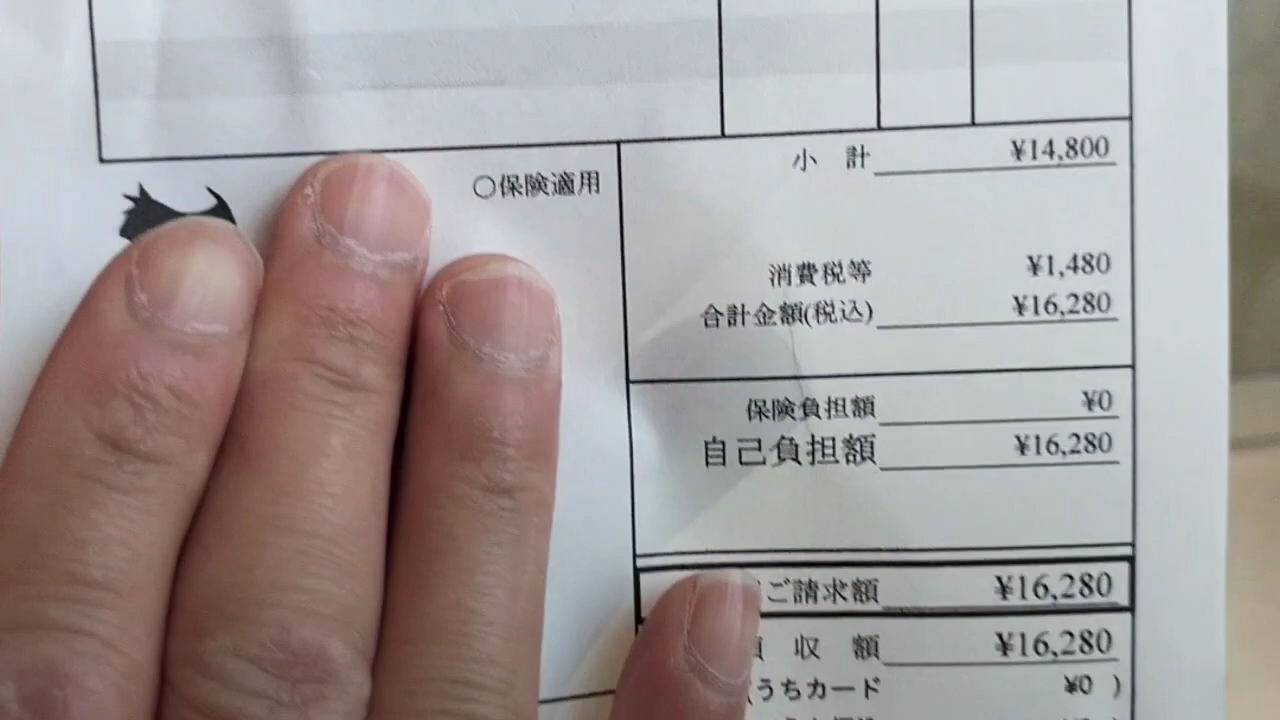 小 計 ¥14,800
○保険適用
消費税等 ¥1,480
合計金額(税込) ¥16,280
保険負担額 ¥0
自己負担額 ¥16,280
ご請求額 ¥16,280
収 額 ¥16,280
(うちカード ¥0 )